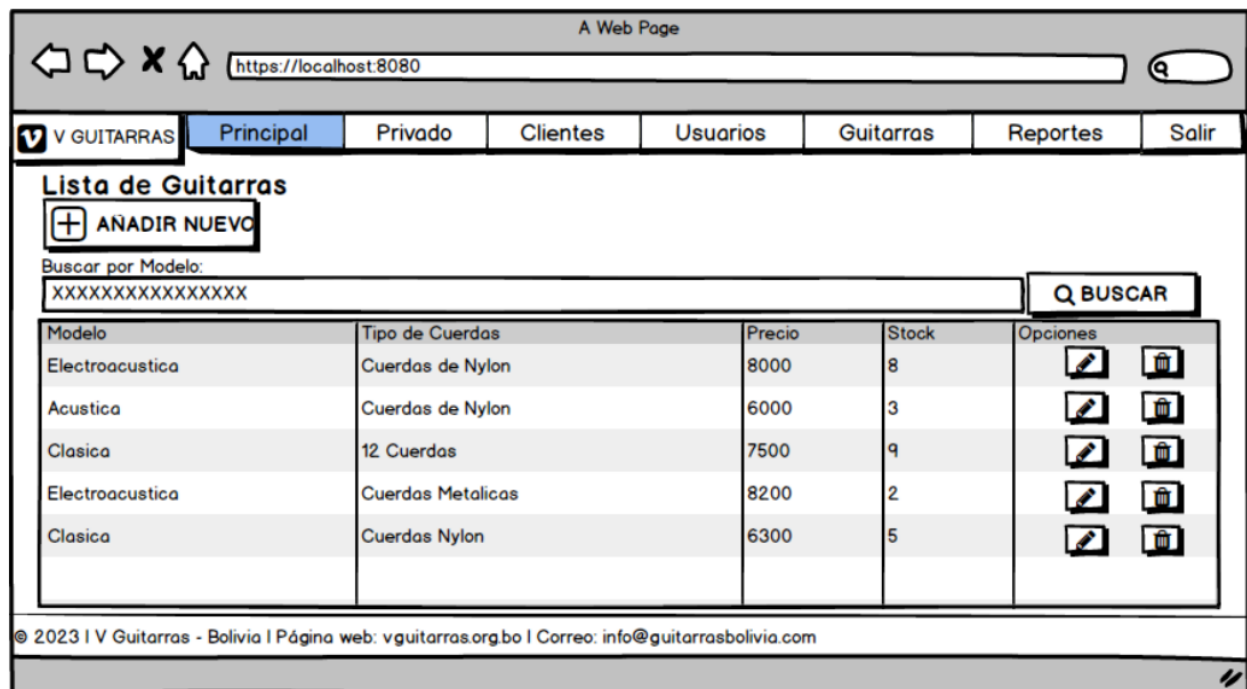 A Web Page
https://localhost:8080
V GUITARRAS Principal Privado Clientes Usuarios Guitarras Reportes Salir
Lista de Guitarras
AÑADIR NUEVO
Buscar por Modelo:
XXXXXXXXXXXXXXXX BUSCAR
Modelo Tipo de Cuerdas Precio Stock Opciones
Electroacustica Cuerdas de Nylon 8000 8
Acustica Cuerdas de Nylon 6000 3
Clasica 12 Cuerdas 7500 9
Electroacustica Cuerdas Metalicas 8200 2
Clasica Cuerdas Nylon 6300 5
© 2023 | V Guitarras - Bolivia | Página web: vguitarras.org.bo | Correo: info@guitarrasbolivia.com